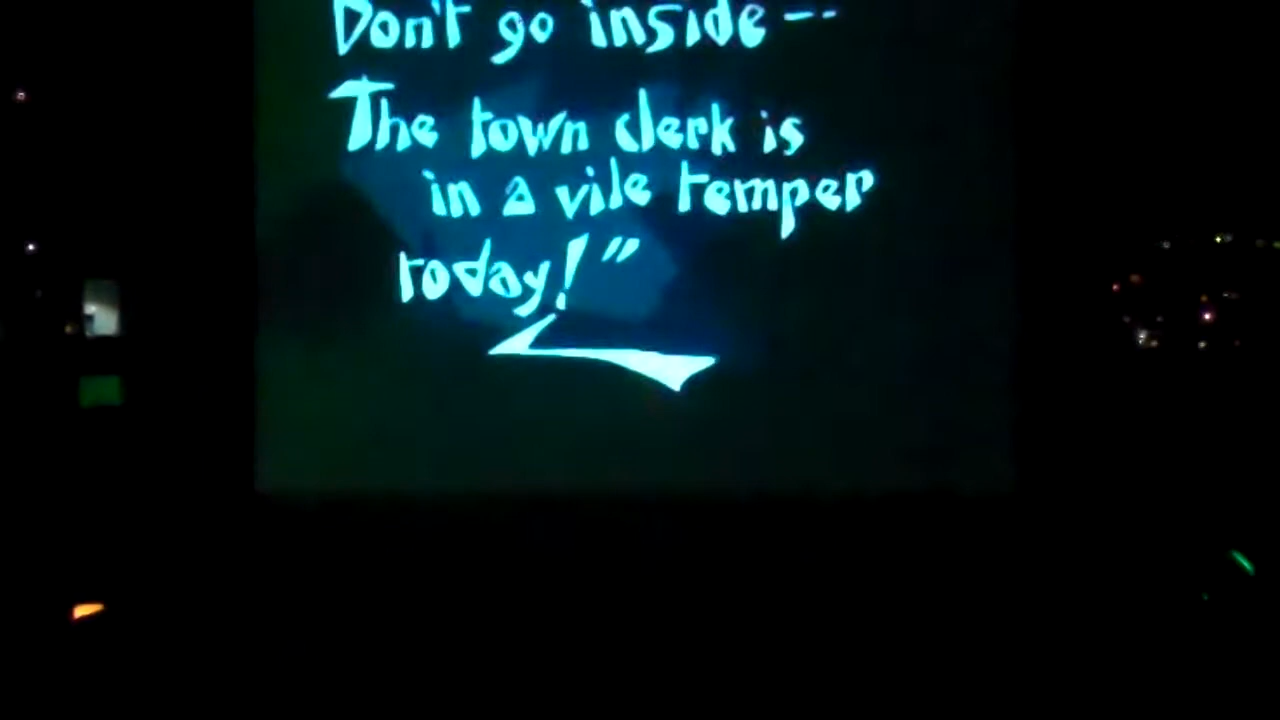 Don't go inside --
The town clerk is
in a vile temper
today!"